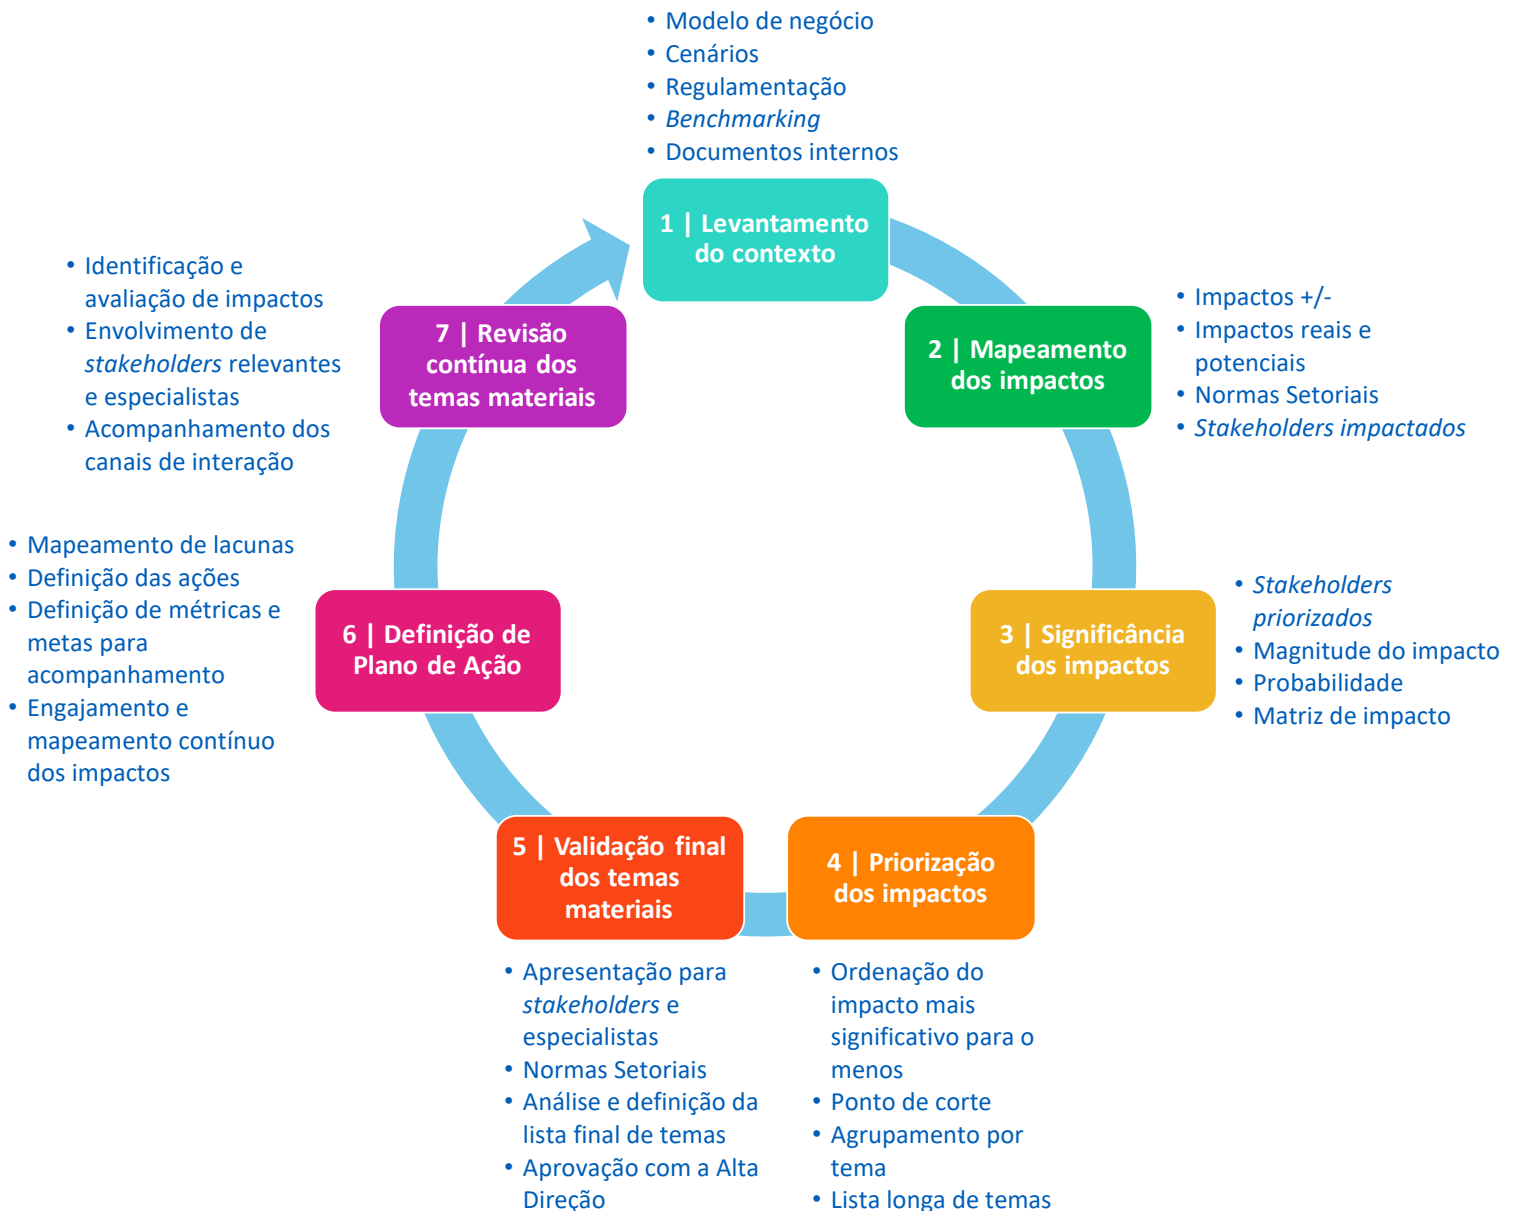 • Modelo de negócio
• Cenários
• Regulamentação
• Benchmarking
• Documentos internos
1 | Levantamento
do contexto
• Impactos +/-
• Impactos reais e
potenciais
• Normas Setoriais
• Stakeholders impactados
2 | Mapeamento
dos impactos
• Stakeholders
priorizados
• Magnitude do impacto
• Probabilidade
• Matriz de impacto
3 | Significância
dos impactos
4 | Priorização
dos impactos
• Ordenação do
impacto mais
significativo para o
menos
• Ponto de corte
• Agrupamento por
tema
• Lista longa de temas
5 | Validação final
dos temas
materiais
• Apresentação para
stakeholders e
especialistas
• Normas Setoriais
• Análise e definição da
lista final de temas
• Aprovação com a Alta
Direção
6 | Definição de
Plano de Ação
• Mapeamento de lacunas
• Definição das ações
• Definição de métricas e
metas para
acompanhamento
• Engajamento e
mapeamento contínuo
dos impactos
7 | Revisão
contínua dos
temas materiais
• Identificação e
avaliação de impactos
• Envolvimento de
stakeholders relevantes
e especialistas
• Acompanhamento dos
canais de interação